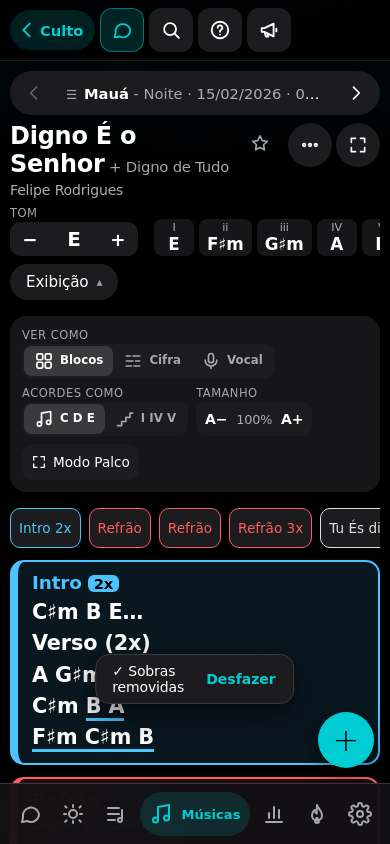 Culto
Mauá - Noite · 15/02/2026 · 0...
Digno É o
Senhor + Digno de Tudo
Felipe Rodrigues
TOM
− E +
I
E
ii
F♯m
iii
G♯m
IV
A
Exibição ▴
VER COMO
Blocos
Cifra
Vocal
ACORDES COMO
C D E
I IV V
TAMANHO
A− 100% A+
Modo Palco
Intro 2x
Refrão
Refrão
Refrão 3x
Tu És di
Intro 2x
C♯m B E...
Verso (2x)
A G♯m
✓ Sobras
removidas
Desfazer
C♯m B A
F♯m C♯m B
Músicas